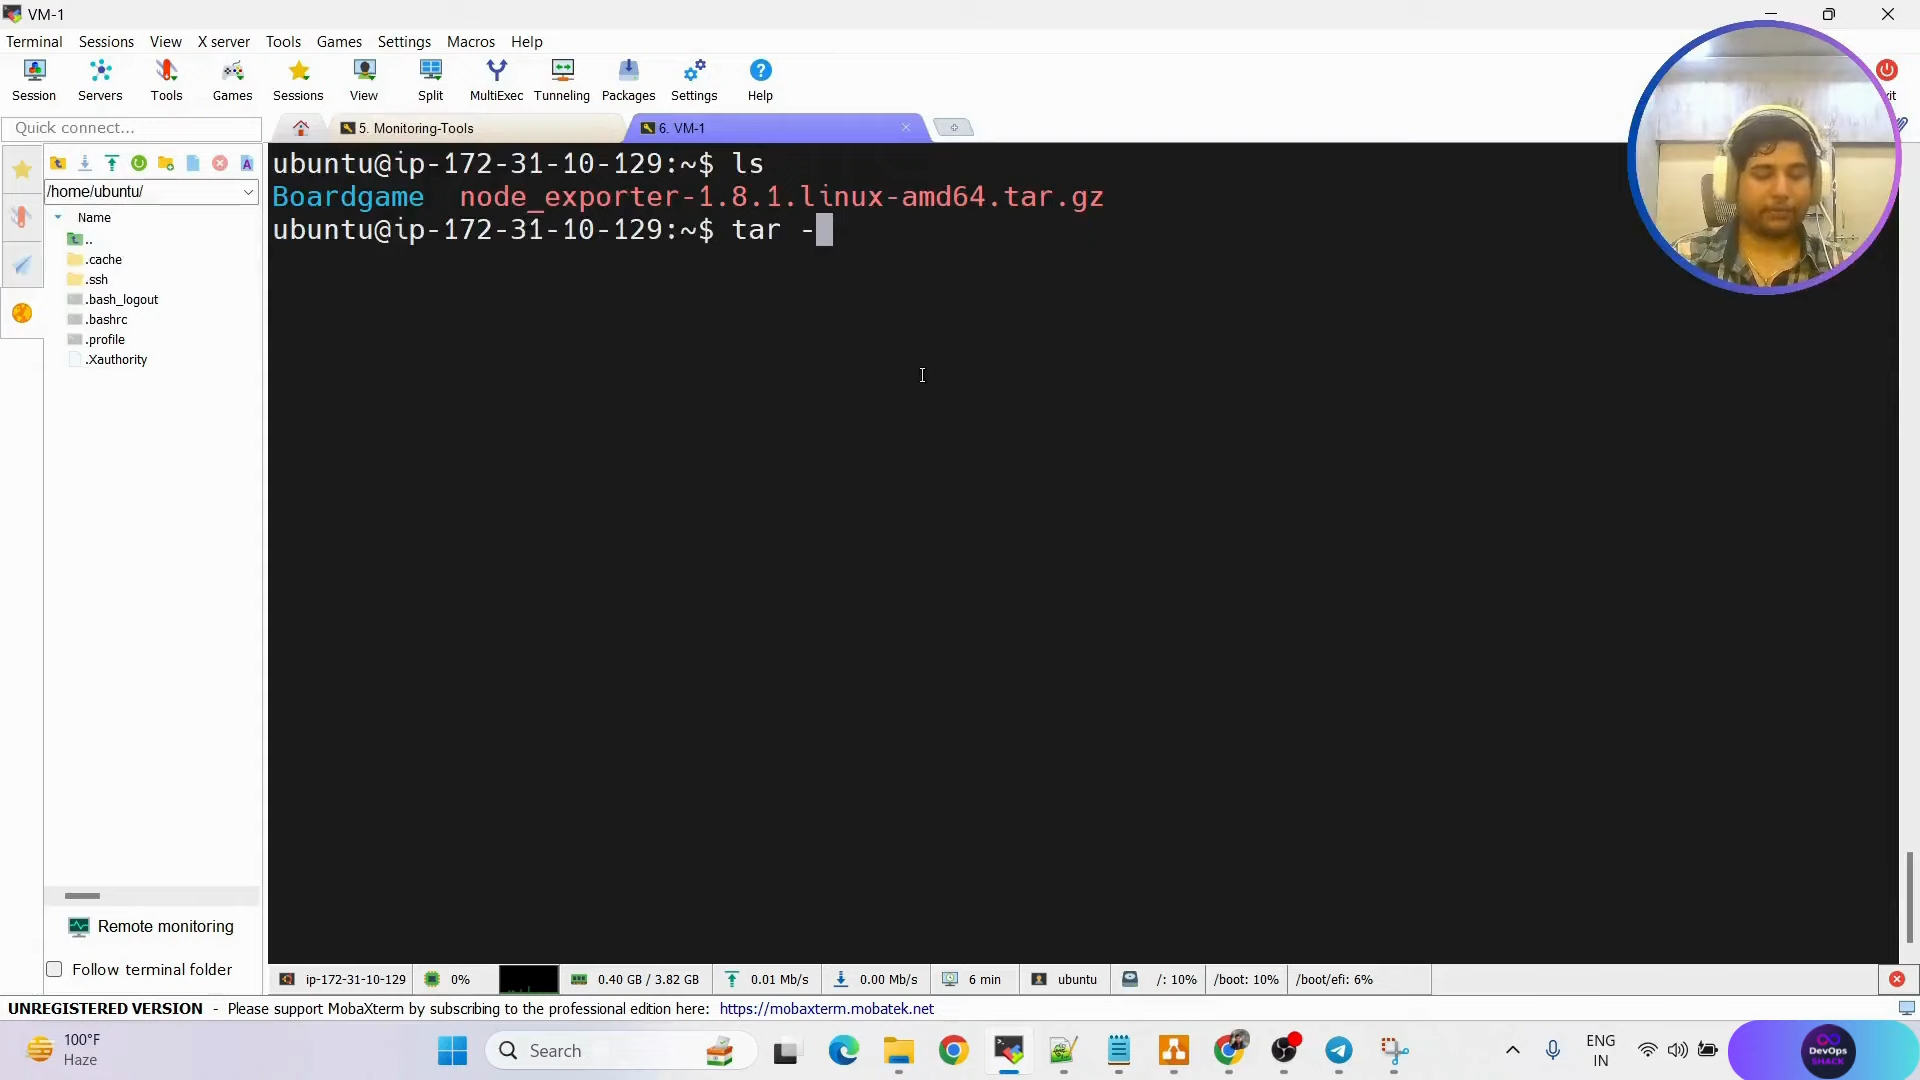 VM-1
Terminal Sessions View X server Tools Games Settings Macros Help
Session Servers Tools Games Sessions View Split MultiExec Tunneling Packages Settings Help
Quick connect...
5. Monitoring-Tools
6. VM-1
/home/ubuntu/
Name
..
.cache
.ssh
.bash_logout
.bashrc
.profile
.Xauthority
ubuntu@ip-172-31-10-129:~$ ls
Boardgame node_exporter-1.8.1.linux-amd64.tar.gz
ubuntu@ip-172-31-10-129:~$ tar -
Remote monitoring
Follow terminal folder
ip-172-31-10-129 0% 0.40 GB / 3.82 GB 0.01 Mb/s 0.00 Mb/s 6 min ubuntu /: 10% /boot: 10% /boot/efi: 6%
UNREGISTERED VERSION - Please support MobaXterm by subscribing to the professional edition here: https://mobaxterm.mobatek.net
100°F
Haze
Search
ENG
IN
DevOps
SHACK